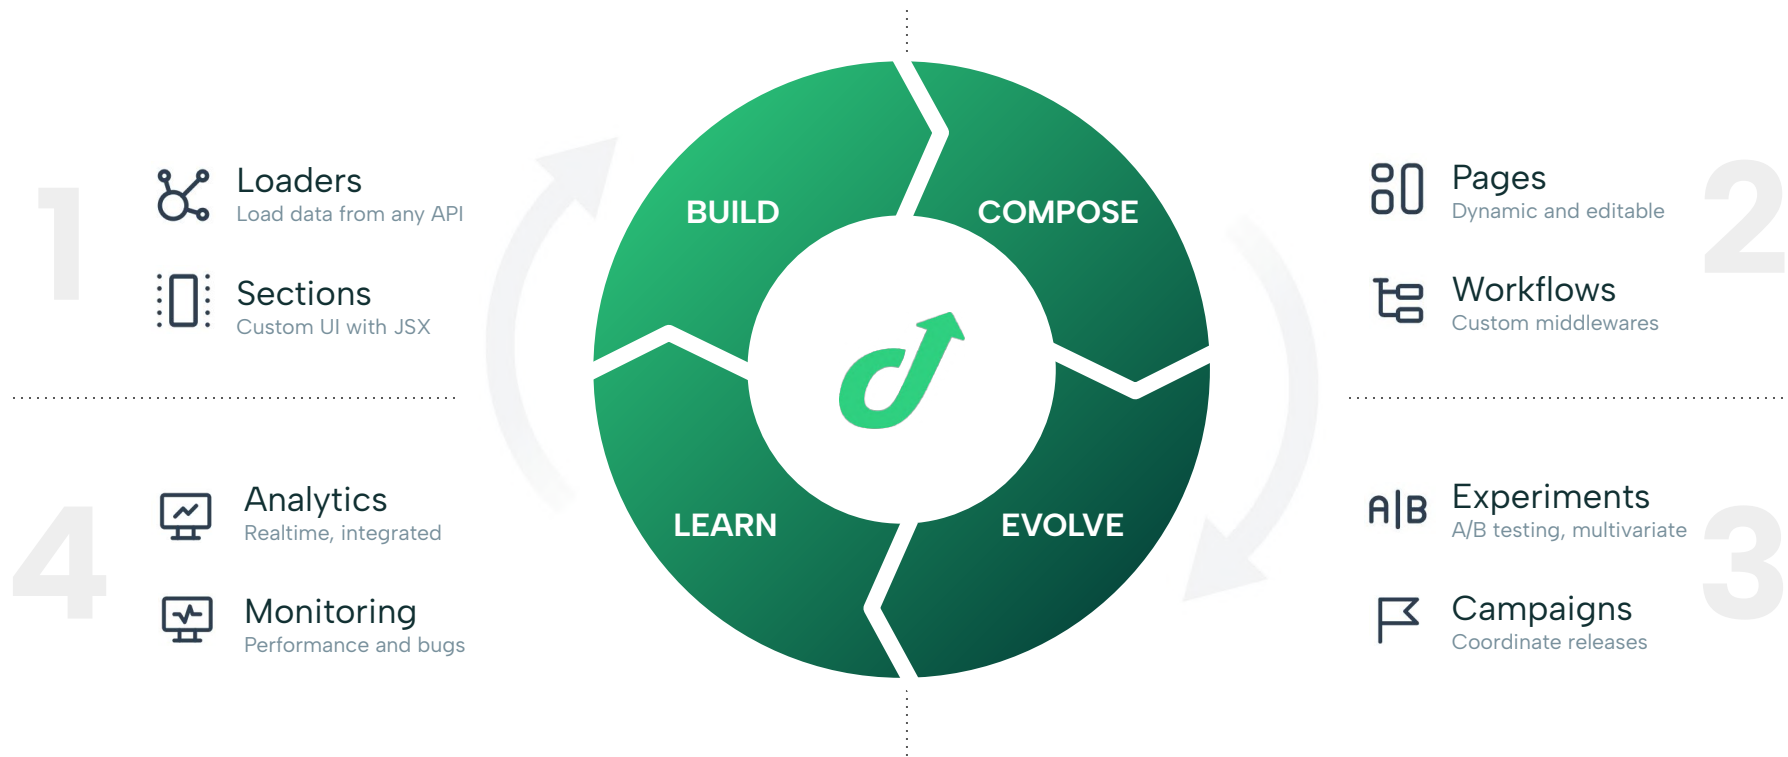 1
Loaders
Load data from any API
Sections
Custom UI with JSX
BUILD
COMPOSE
2
Pages
Dynamic and editable
Workflows
Custom middlewares
4
Analytics
Realtime, integrated
Monitoring
Performance and bugs
LEARN
EVOLVE
3
A|B
Experiments
A/B testing, multivariate
Campaigns
Coordinate releases